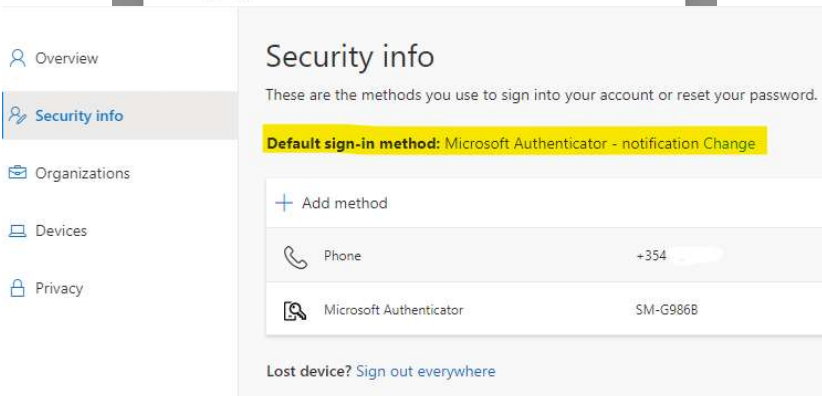 Overview
Security info
Organizations
Devices
Privacy
Security info
These are the methods you use to sign into your account or reset your password.
Default sign-in method: Microsoft Authenticator - notification Change
+ Add method
Phone +354
Microsoft Authenticator SM-G986B
Lost device? Sign out everywhere